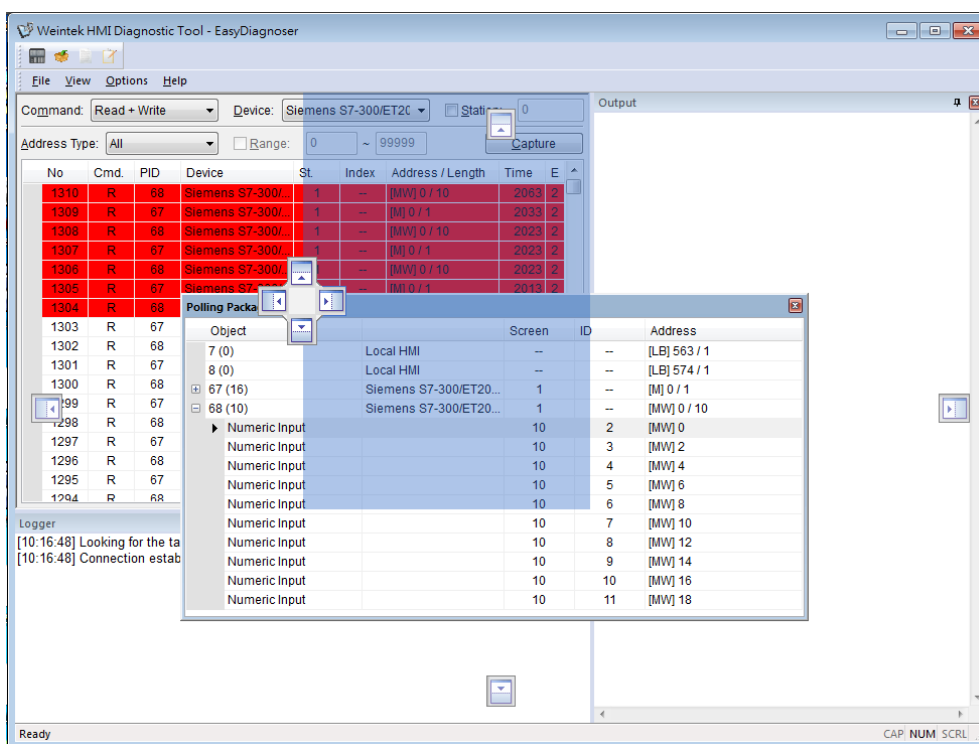 Weintek HMI Diagnostic Tool - EasyDiagnoser
File View Options Help
Command: Read + Write Device: Siemens S7-300/ET20 Station: 0
Address Type: All Range: 0 ~ 99999 Capture
No Cmd. PID Device St. Index Address / Length Time E
1310 R 68 Siemens S7-300/... 1 -- [MW] 0 / 10 2063 2
1309 R 67 Siemens S7-300/... 1 -- [M] 0 / 1 2033 2
1308 R 68 Siemens S7-300/... 1 -- [MW] 0 / 10 2023 2
1307 R 67 Siemens S7-300/... 1 -- [M] 0 / 1 2023 2
1306 R 68 Siemens S7-300/... -- [MW] 0 / 10 2023 2
1305 R 67 Siemens -- [M] 0 / 1 2013 2
1304 R 68
1303 R 67
1302 R 68
1301 R 67
1300 R 68
R 67
1298 R 68
1297 R 67
1296 R 68
1295 R 67
1294 R 68
Polling Packa
Object Screen ID Address
7 (0) Local HMI -- -- [LB] 563 / 1
8 (0) Local HMI -- -- [LB] 574 / 1
67 (16) Siemens S7-300/ET20... 1 -- [M] 0 / 1
68 (10) Siemens S7-300/ET20... 1 -- [MW] 0 / 10
Numeric Input 10 2 [MW] 0
Numeric Input 10 3 [MW] 2
Numeric Input 10 4 [MW] 4
Numeric Input 10 5 [MW] 6
Numeric Input 10 6 [MW] 8
Numeric Input 10 7 [MW] 10
Numeric Input 10 8 [MW] 12
Numeric Input 10 9 [MW] 14
Numeric Input 10 10 [MW] 16
Numeric Input 10 11 [MW] 18
Logger
[10:16:48] Looking for the ta
[10:16:48] Connection estab
Output
Ready
CAP NUM SCRL